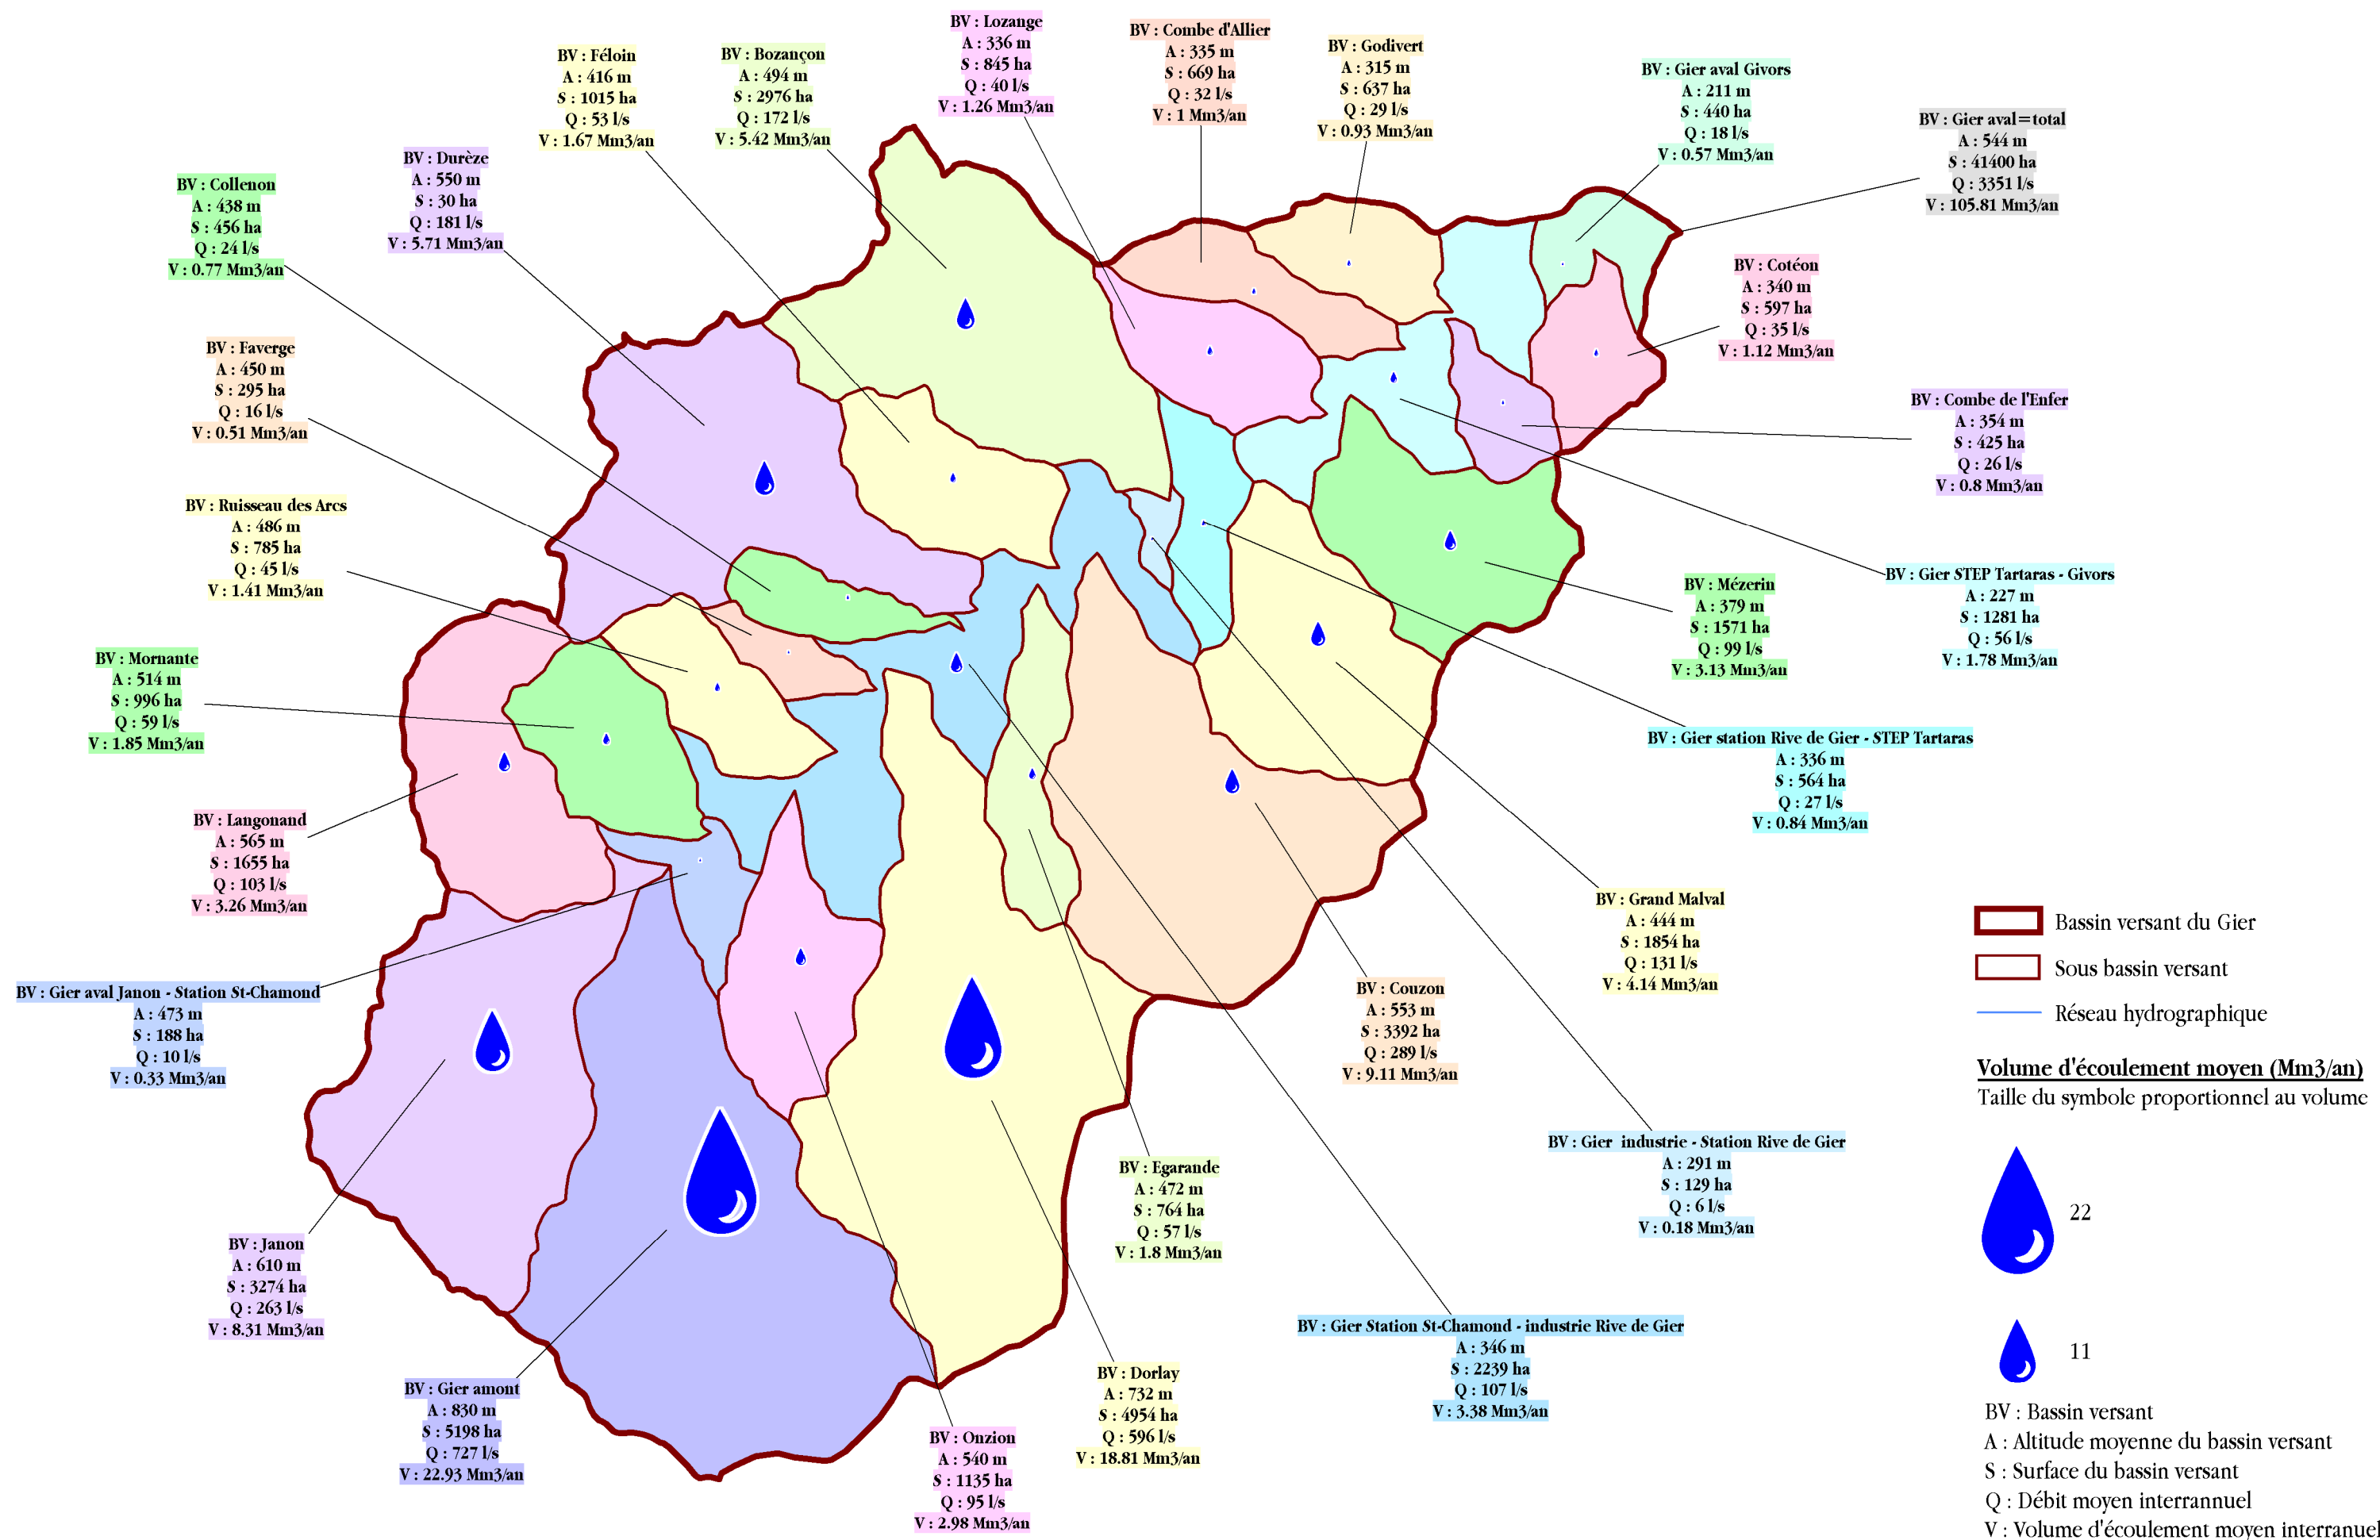 BV : Lozange
A : 336 m
S : 845 ha
Q : 40 l/s
V : 1.26 Mm3/an
BV : Combe d'Allier
A : 335 m
S : 669 ha
Q : 32 l/s
V : 1 Mm3/an
BV : Godivert
A : 315 m
S : 637 ha
Q : 29 l/s
V : 0.93 Mm3/an
BV : Féloin
A : 416 m
S : 1015 ha
Q : 53 l/s
V : 1.67 Mm3/an
BV : Bozançon
A : 494 m
S : 2976 ha
Q : 172 l/s
V : 5.42 Mm3/an
BV : Gier aval Givors
A : 211 m
S : 440 ha
Q : 18 l/s
V : 0.57 Mm3/an
BV : Gier aval=total
A : 544 m
S : 41400 ha
Q : 3351 l/s
V : 105.81 Mm3/an
BV : Durèze
A : 550 m
S : 30 ha
Q : 181 l/s
V : 5.71 Mm3/an
BV : Collenon
A : 438 m
S : 456 ha
Q : 24 l/s
V : 0.77 Mm3/an
BV : Cotéon
A : 340 m
S : 597 ha
Q : 35 l/s
V : 1.12 Mm3/an
BV : Faverge
A : 450 m
S : 295 ha
Q : 16 l/s
V : 0.51 Mm3/an
BV : Combe de l'Enfer
A : 354 m
S : 425 ha
Q : 26 l/s
V : 0.8 Mm3/an
BV : Ruisseau des Arcs
A : 486 m
S : 785 ha
Q : 45 l/s
V : 1.41 Mm3/an
BV : Gier STEP Tartaras - Givors
A : 227 m
S : 1281 ha
Q : 56 l/s
V : 1.78 Mm3/an
BV : Mézerin
A : 379 m
S : 1571 ha
Q : 99 l/s
V : 3.13 Mm3/an
BV : Mornante
A : 514 m
S : 996 ha
Q : 59 l/s
V : 1.85 Mm3/an
BV : Gier station Rive de Gier - STEP Tartaras
A : 336 m
S : 564 ha
Q : 27 l/s
V : 0.84 Mm3/an
BV : Langonand
A : 565 m
S : 1655 ha
Q : 103 l/s
V : 3.26 Mm3/an
BV : Grand Malval
A : 444 m
S : 1854 ha
Q : 131 l/s
V : 4.14 Mm3/an
BV : Gier aval Janon - Station St-Chamond
A : 473 m
S : 188 ha
Q : 10 l/s
V : 0.33 Mm3/an
BV : Couzon
A : 553 m
S : 3392 ha
Q : 289 l/s
V : 9.11 Mm3/an
BV : Gier  industrie - Station Rive de Gier
A : 291 m
S : 129 ha
Q : 6 l/s
V : 0.18 Mm3/an
BV : Egarande
A : 472 m
S : 764 ha
Q : 57 l/s
V : 1.8 Mm3/an
BV : Janon
A : 610 m
S : 3274 ha
Q : 263 l/s
V : 8.31 Mm3/an
BV : Gier Station St-Chamond - industrie Rive de Gier
A : 346 m
S : 2239 ha
Q : 107 l/s
V : 3.38 Mm3/an
BV : Gier amont
A : 830 m
S : 5198 ha
Q : 727 l/s
V : 22.93 Mm3/an
BV : Dorlay
A : 732 m
S : 4954 ha
Q : 596 l/s
V : 18.81 Mm3/an
BV : Onzion
A : 540 m
S : 1135 ha
Q : 95 l/s
V : 2.98 Mm3/an
Bassin versant du Gier
Sous bassin versant
Réseau hydrographique
Volume d'écoulement moyen (Mm3/an)
Taille du symbole proportionnel au volume
22
11
BV : Bassin versant
A : Altitude moyenne du bassin versant
S : Surface du bassin versant
Q : Débit moyen interrannuel
V : Volume d'écoulement moyen interranuel